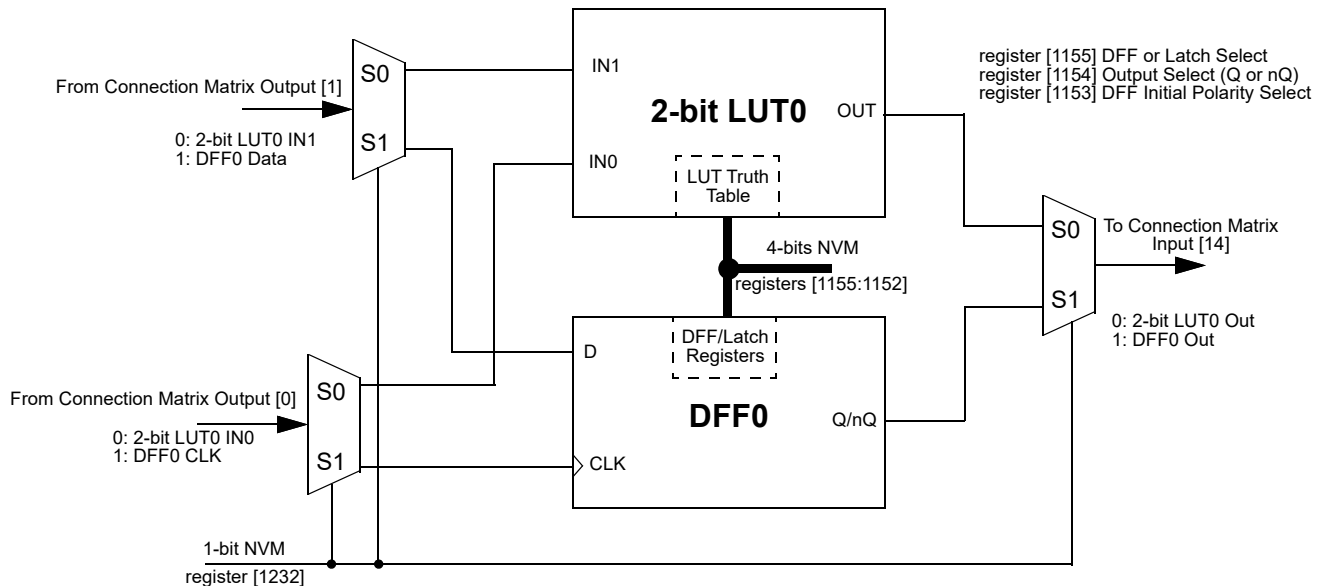 register [1155] DFF or Latch Select
register [1154] Output Select (Q or nQ)
register [1153] DFF Initial Polarity Select
From Connection Matrix Output [1]
0: 2-bit LUT0 IN1
1: DFF0 Data
S0
S1
IN1
IN0
2-bit LUT0
OUT
LUT Truth
Table
4-bits NVM
registers [1155:1152]
S0
S1
To Connection Matrix
Input [14]
0: 2-bit LUT0 Out
1: DFF0 Out
From Connection Matrix Output [0]
0: 2-bit LUT0 IN0
1: DFF0 CLK
S0
S1
D
CLK
DFF/Latch
Registers
DFF0
Q/nQ
1-bit NVM
register [1232]